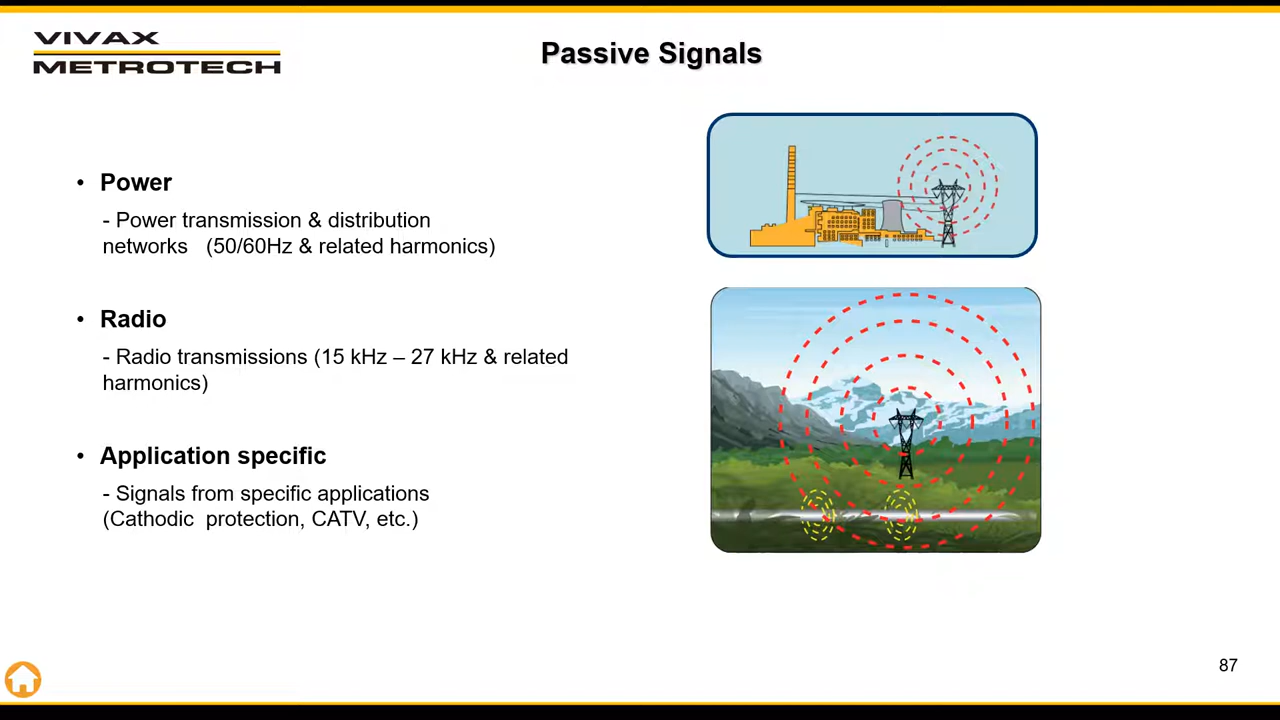 VIVAX
METROTECH
Passive Signals
• Power
- Power transmission & distribution
networks (50/60Hz & related harmonics)
• Radio
- Radio transmissions (15 kHz – 27 kHz & related
harmonics)
• Application specific
- Signals from specific applications
(Cathodic protection, CATV, etc.)
87